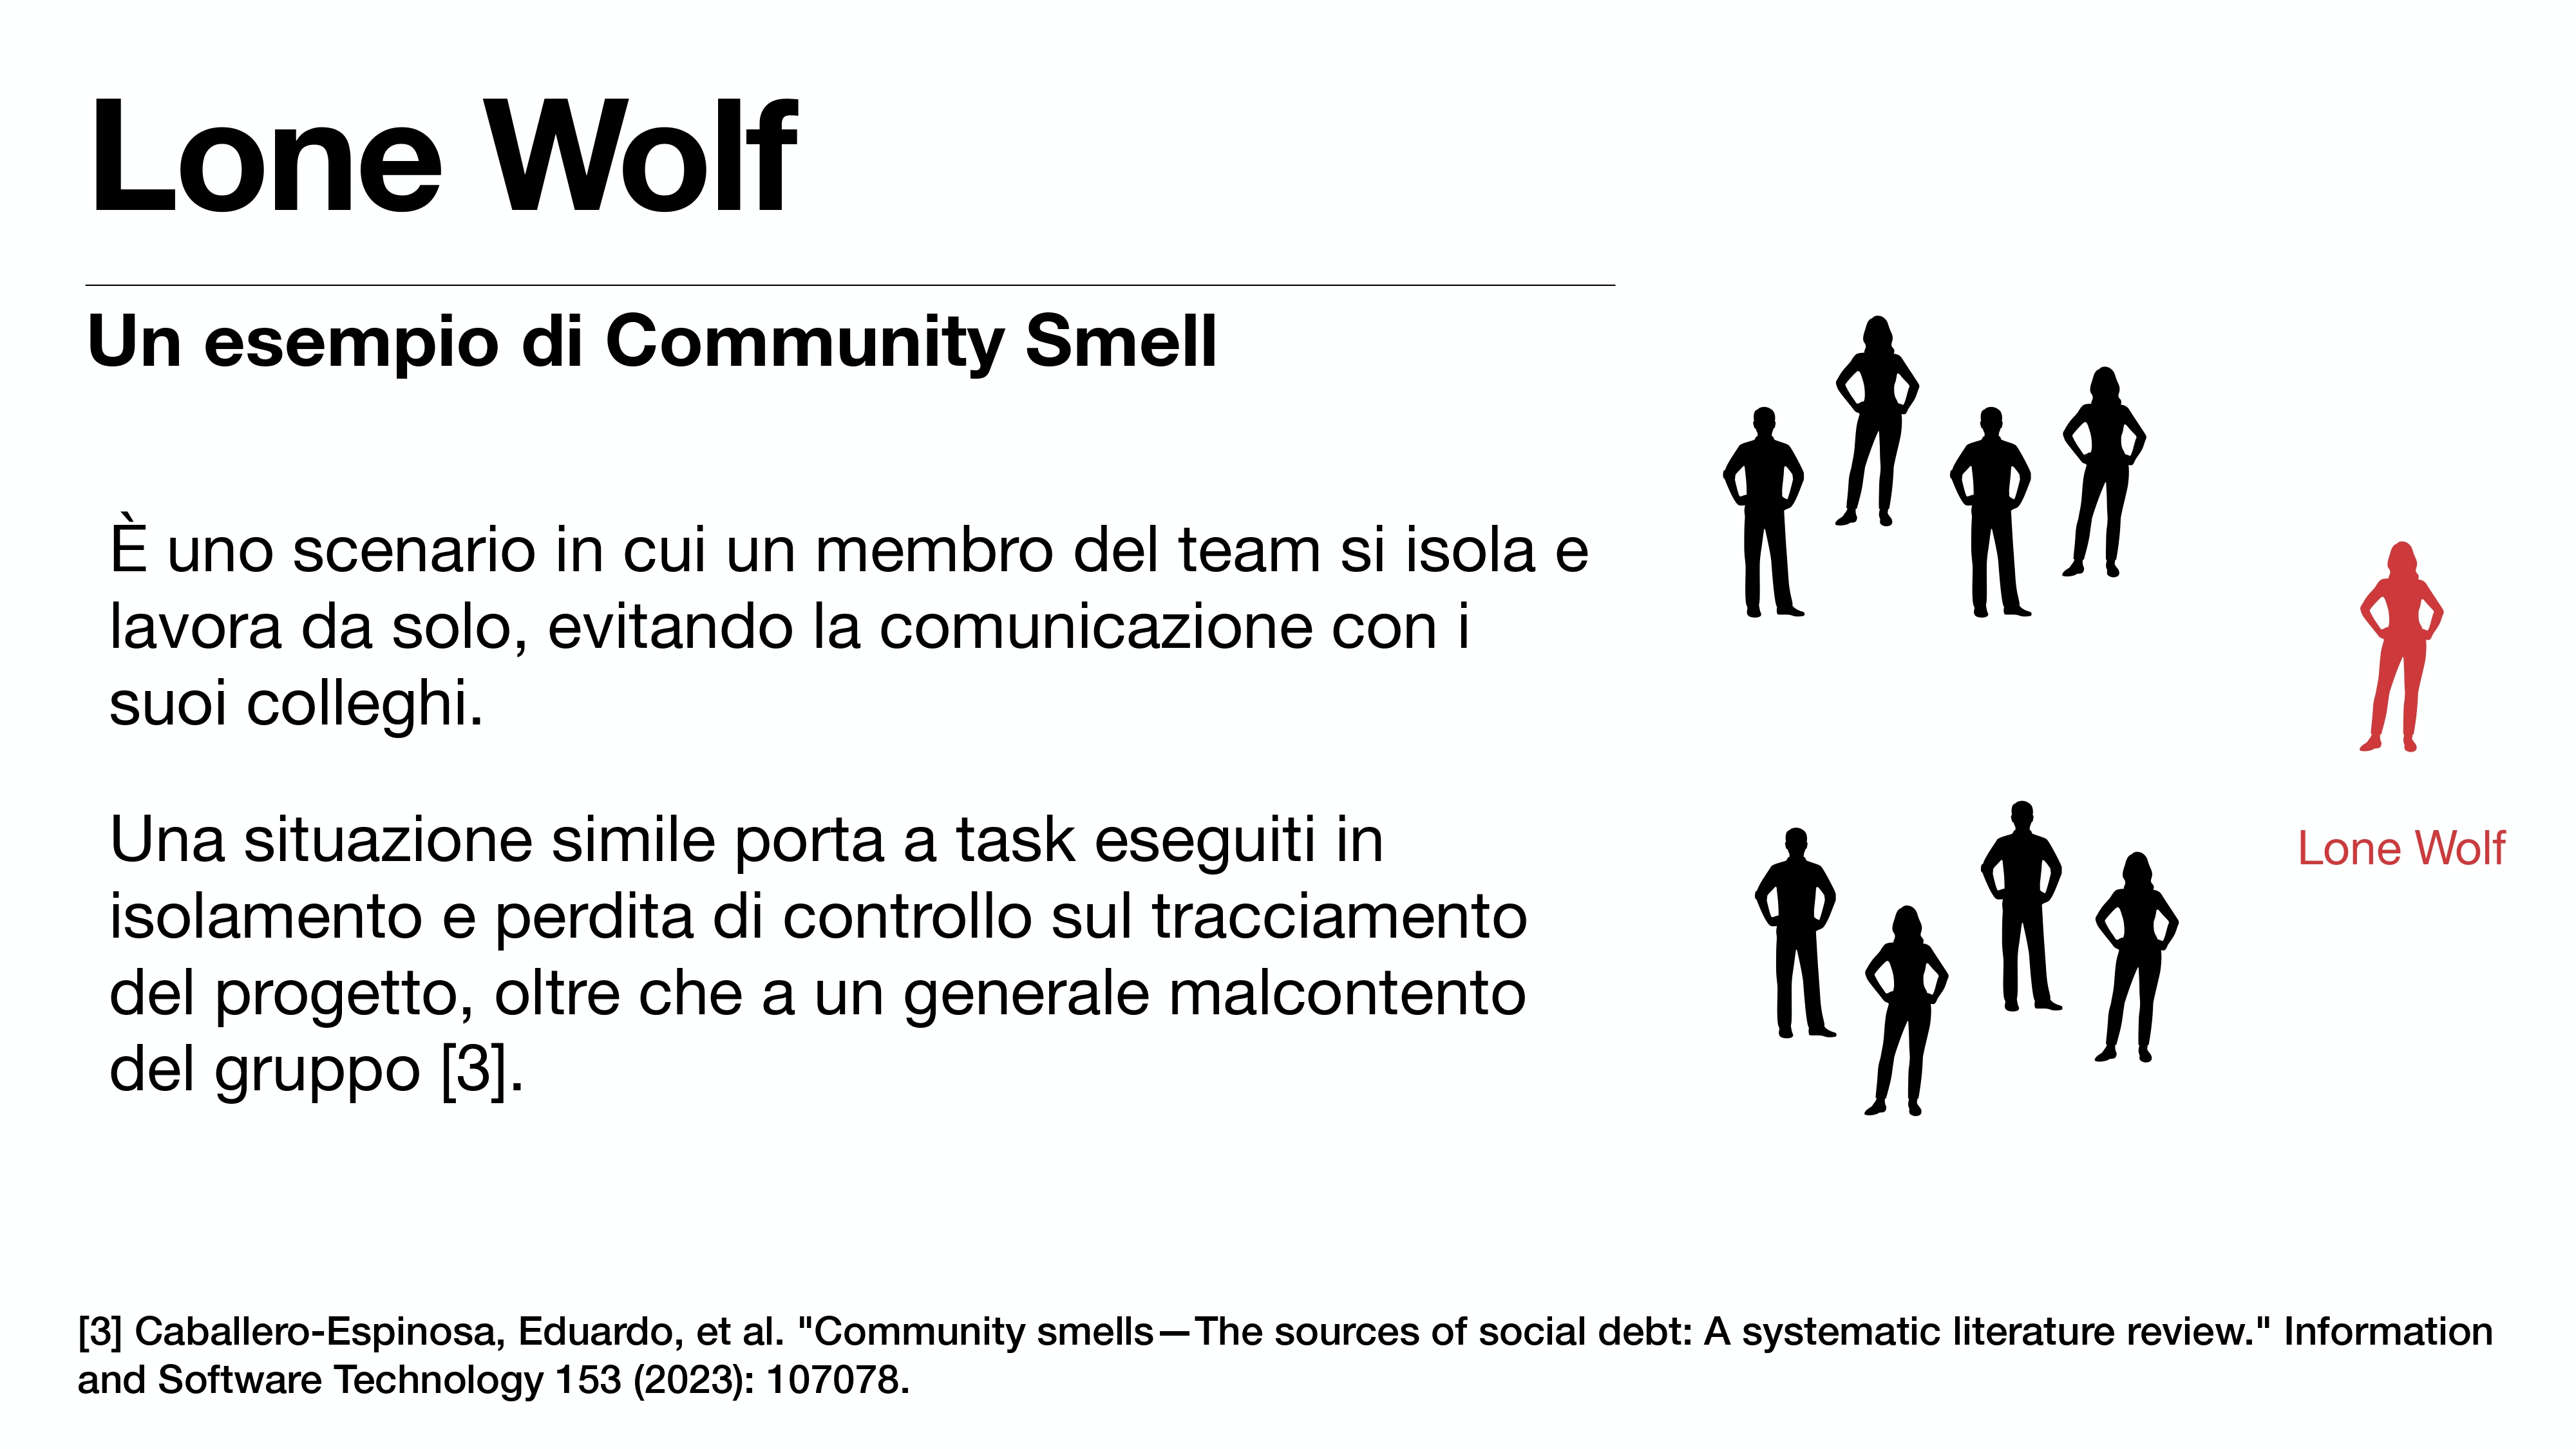 Lone Wolf
Un esempio di Community Smell
È uno scenario in cui un membro del team si isola e
lavora da solo, evitando la comunicazione con i
suoi colleghi.
Una situazione simile porta a task eseguiti in
isolamento e perdita di controllo sul tracciamento
del progetto, oltre che a un generale malcontento
del gruppo [3].
Lone Wolf
[3] Caballero-Espinosa, Eduardo, et al. "Community smells—The sources of social debt: A systematic literature review." Information
and Software Technology 153 (2023): 107078.